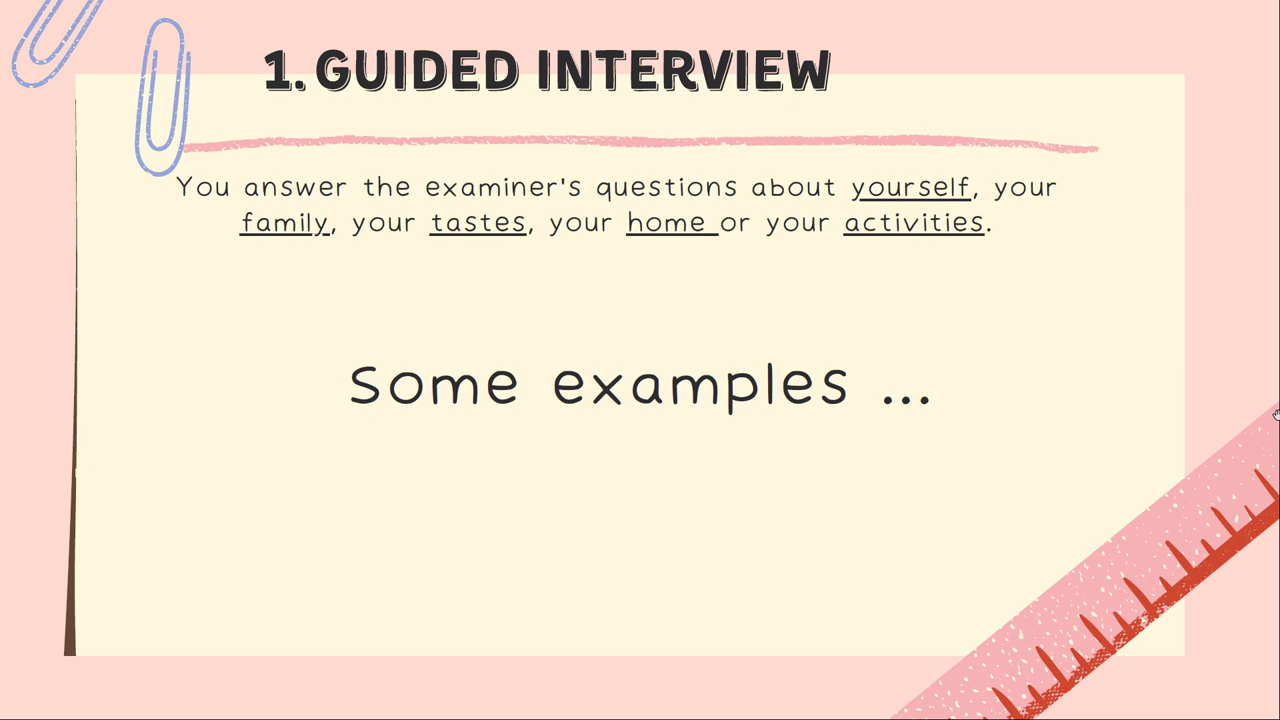 1. GUIDED INTERVIEW
You answer the examiner's questions about yourself, your
family, your tastes, your home or your activities.
Some examples ...